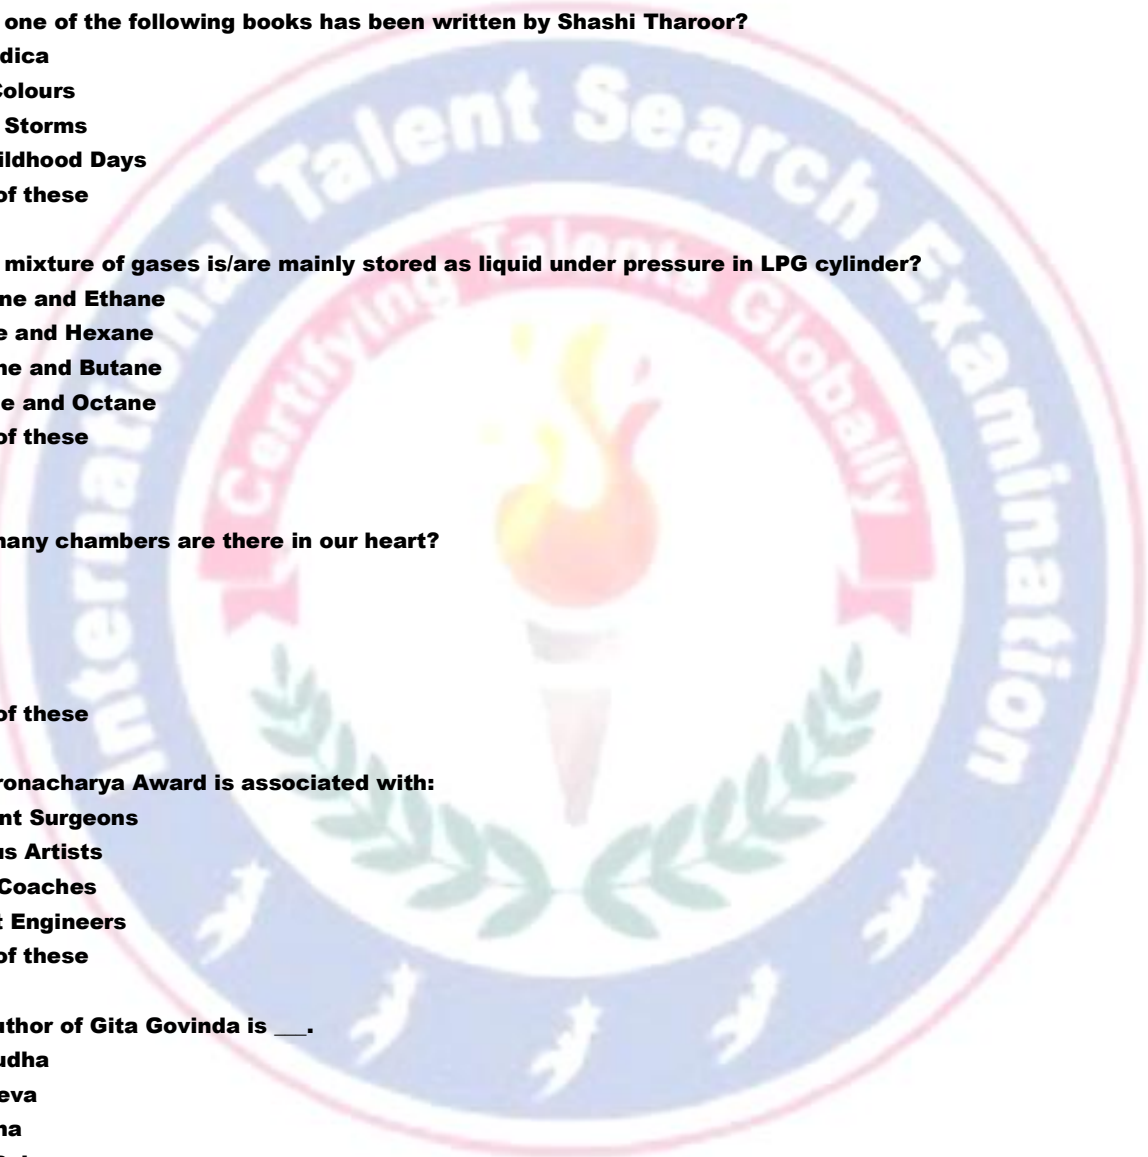 one of the following books has been written by Shashi Tharoor?
dica
Colours
Storms
ildhood Days
of these
mixture of gases is/are mainly stored as liquid under pressure in LPG cylinder?
ne and Ethane
e and Hexane
ne and Butane
e and Octane
of these
many chambers are there in our heart?
of these
ronacharya Award is associated with:
nt Surgeons
us Artists
Coaches
t Engineers
of these
uthor of Gita Govinda is ___.
udha
eva
na
International Talent Search Examination
Certifying Talents Globally